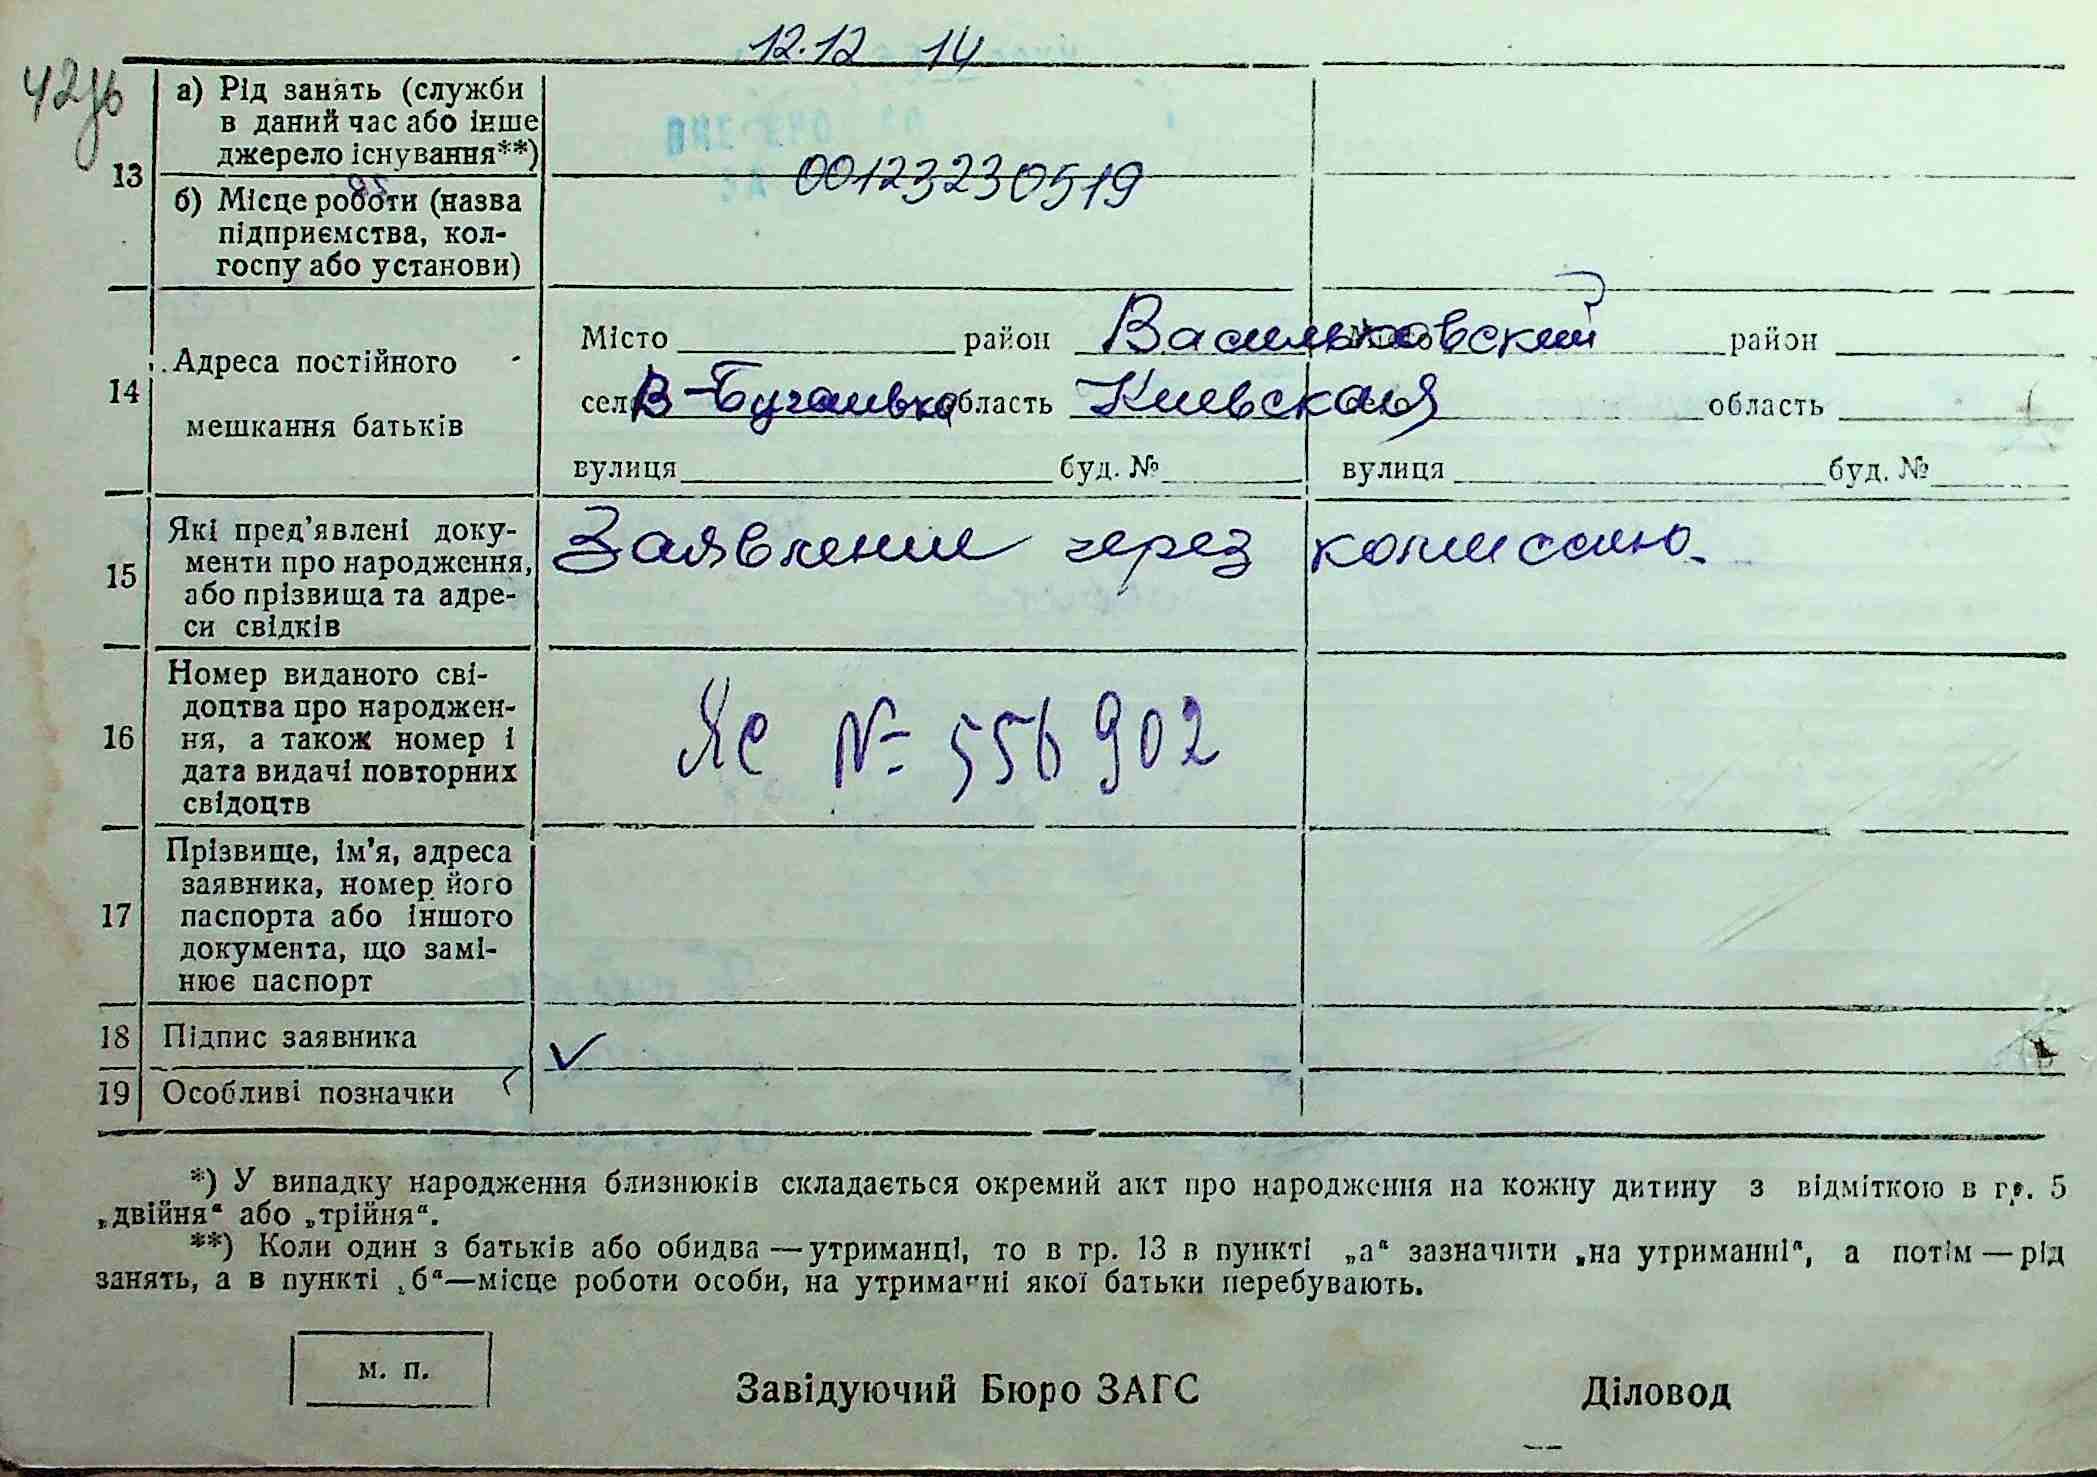 12.12 14
13
а) Рід занять (служби
в даний час або інше
джерело існування**)
00123230519
б) Місце роботи (назва
підприємства, кол-
госпу або установи)
14
Адреса постійного
мешкання батьків
Місто район Васильковский район
село В-Бугаивка область Киевская область
вулиця буд. № вулиця буд. №
15
Які пред'явлені доку-
менти про народження,
або прізвища та адре-
си свідків
Заявление через комиссию.
16
Номер виданого сві-
доцтва про народжен-
ня, а також номер і
дата видачі повторних
свідоцтв
ЯЄ № 556902
17
Прізвище, ім'я, адреса
заявника, номер його
паспорта або іншого
документа, що замі-
нює паспорт
18 Підпис заявника
19 Особливі позначки
*) У випадку народження близнюків складається окремий акт про народження на кожну дитину з відміткою в гр. 5
„двійня“ або „трійня“.
**) Коли один з батьків або обидва — утриманці, то в гр. 13 в пункті „а“ зазначити „на утриманні“, а потім — рід
занять, а в пункті „б“—місце роботи особи, на утриманні якої батьки перебувають.
м. п.
Завідуючий Бюро ЗАГС Діловод